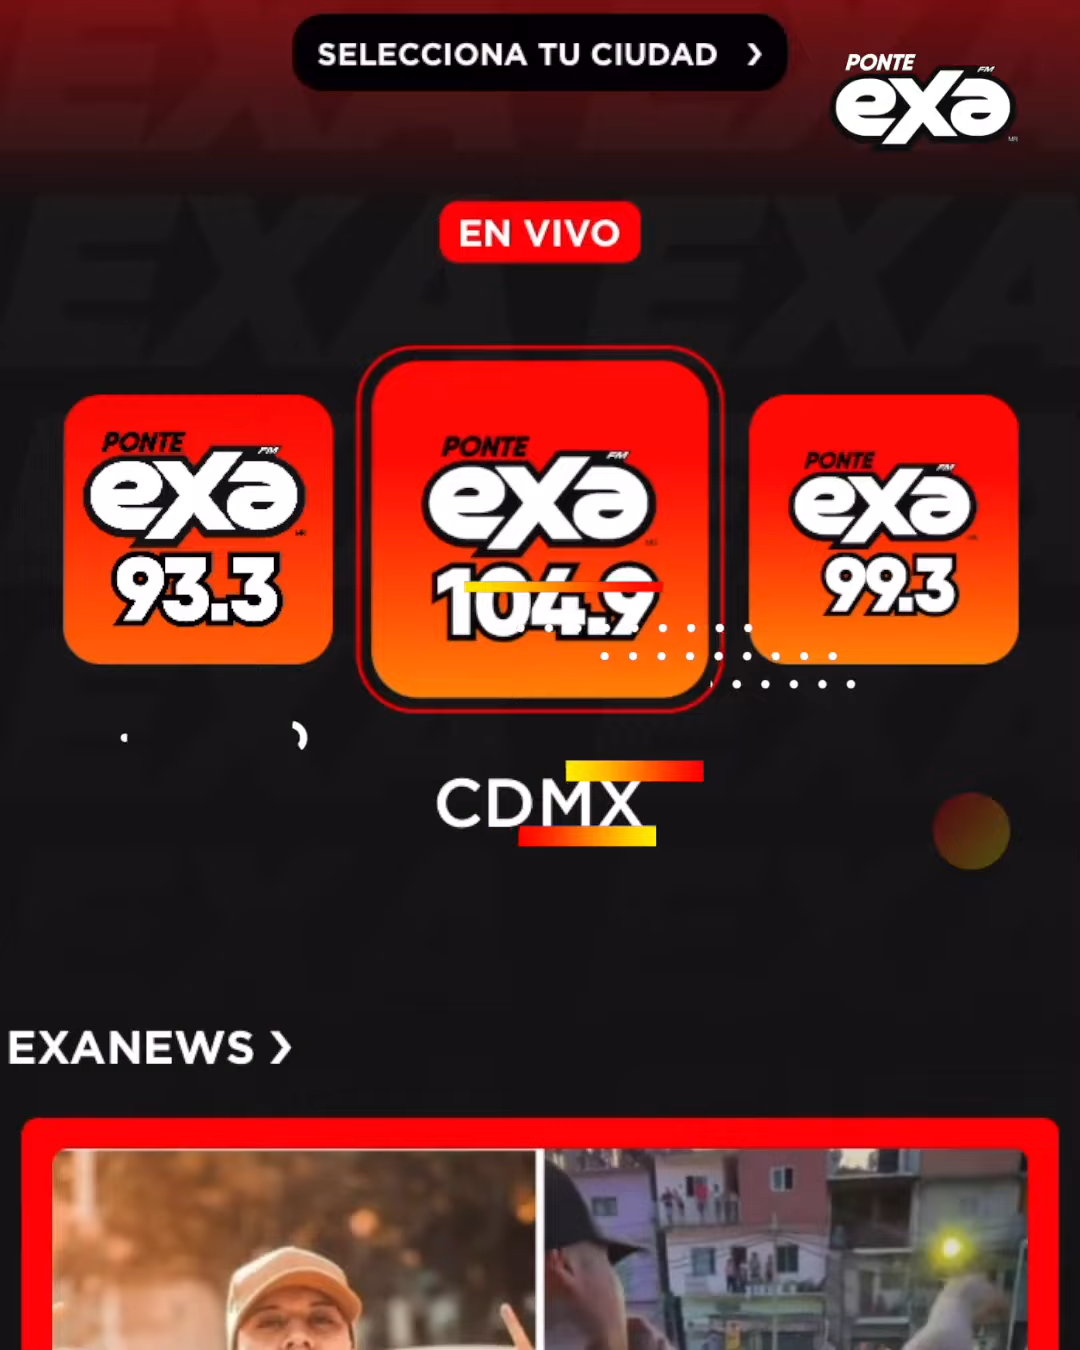 SELECCIONA TU CIUDAD ❯
PONTE
exa FM
MR
EN VIVO
PONTE
exa FM
93.3
PONTE
exa FM
104.9
PONTE
exa FM
99.3
CDMX
EXANEWS ❯